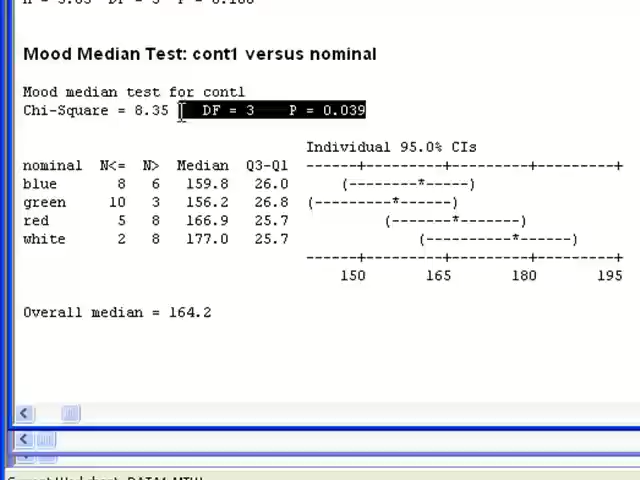 Mood Median Test: cont1 versus nominal
Mood median test for cont1
Chi-Square = 8.35 DF = 3 P = 0.039
Individual 95.0% CIs
nominal N<= N> Median Q3-Q1 ------+---------+---------+---------+
blue 8 6 159.8 26.0 (--------*-----)
green 10 3 156.2 26.8 (---------*------)
red 5 8 166.9 25.7 (-------*-------)
white 2 8 177.0 25.7 (----------*------)
------+---------+---------+---------+
150 165 180 195
Overall median = 164.2